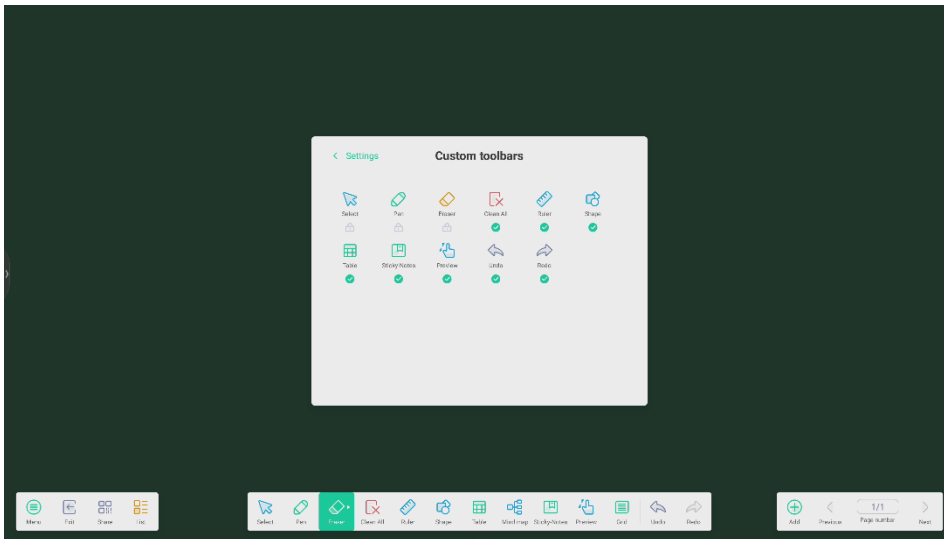 Settings
Custom toolbars
Select Pen Eraser Clean All Ruler Shape
Table Sticky-Notes Preview Undo Redo
Menu Exit Share List
Select Pen Eraser Clean All Ruler Shape Table Mind map Sticky-Notes Preview Grid Undo Redo
Add Previous 1/1 Page number Next